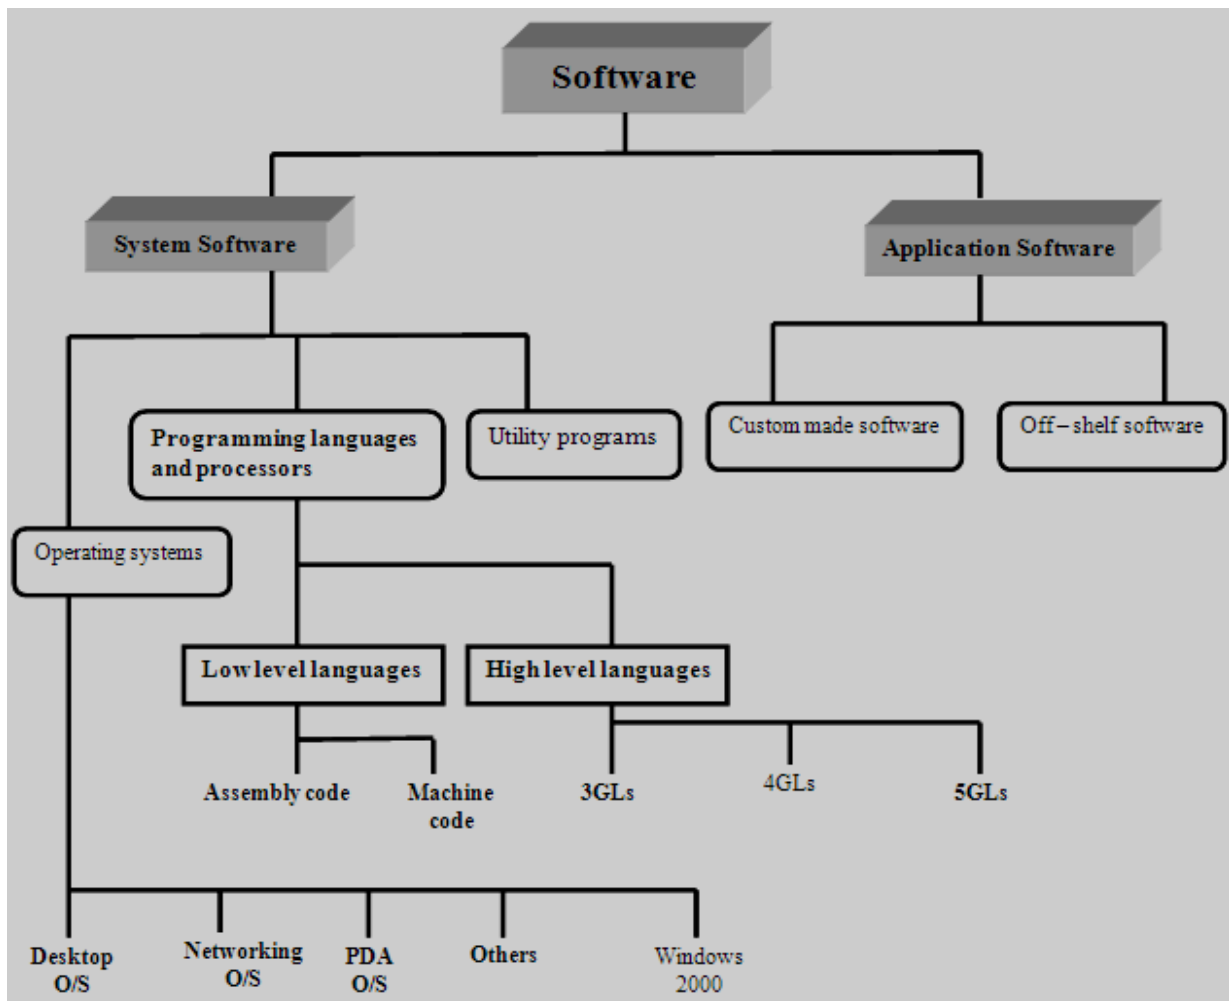 Software
System Software
Application Software
Programming languages
and processors
Utility programs
Custom made software
Off – shelf software
Operating systems
Low level languages
High level languages
Assembly code
Machine
code
3GLs
4GLs
5GLs
Desktop
O/S
Networking
O/S
PDA
O/S
Others
Windows
2000